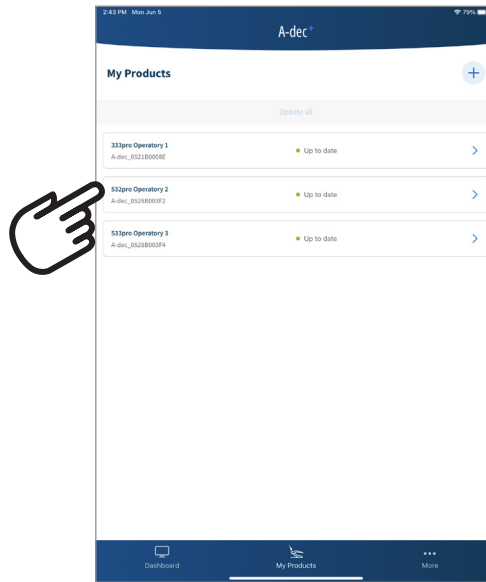 2:43 PM Mon Jun 5
79%
A-dec+
My Products
+
Update all
333pro Operatory 1
A-dec_0521B0008E
Up to date
532pro Operatory 2
A-dec_0528B003F2
Up to date
533pro Operatory 3
A-dec_0528B003F4
Up to date
Dashboard
My Products
More